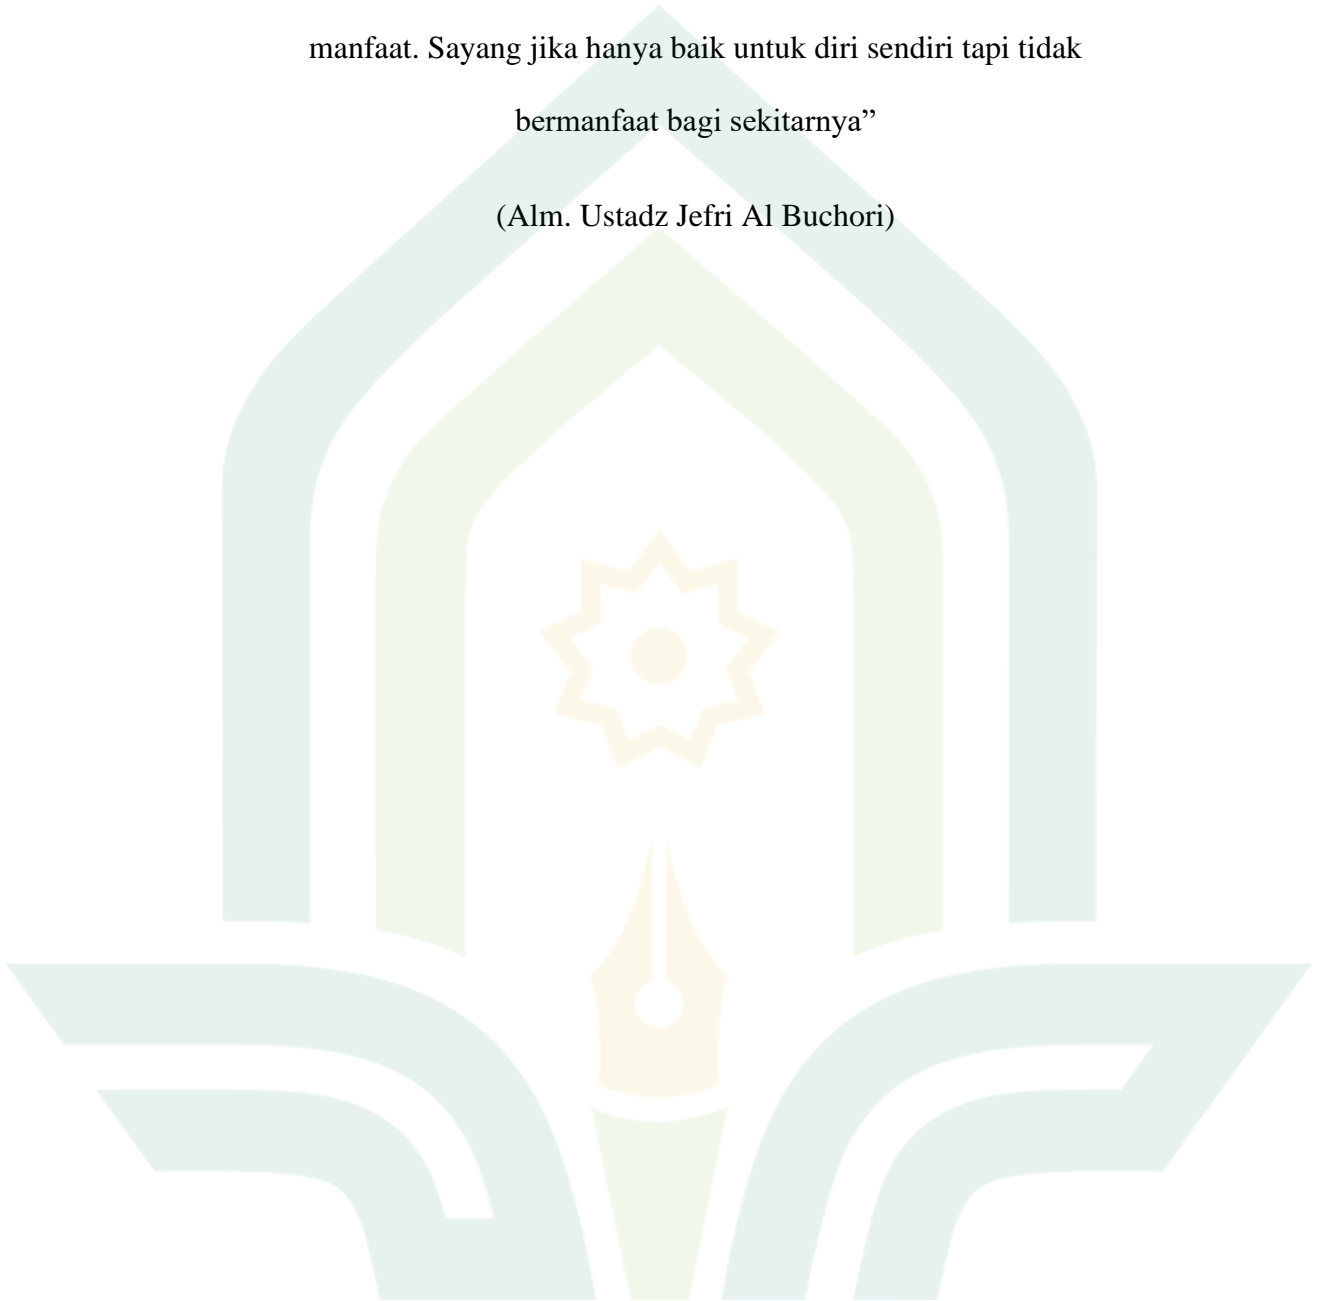 manfaat. Sayang jika hanya baik untuk diri sendiri tapi tidak
bermanfaat bagi sekitarnya”
(Alm. Ustadz Jefri Al Buchori)